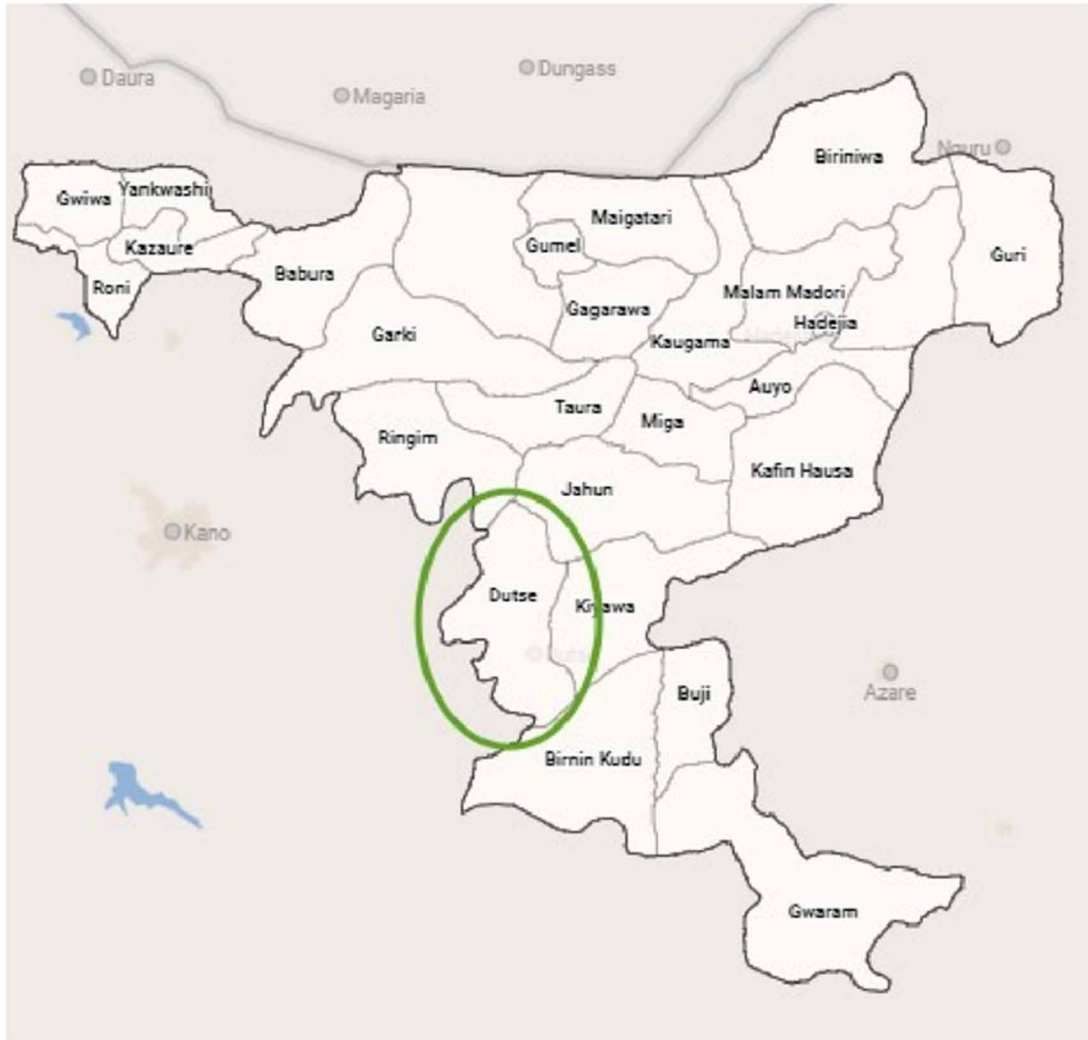 Daura
Dungass
Magaria
Nguru
Biriniwa
Gwiwa
Yankwashi
Maigatari
Gumel
Kazaure
Guri
Babura
Roni
Malam Madori
Gagarawa
Hadejia
Garki
Kaugama
Auyo
Taura
Miga
Ringim
Kafin Hausa
Jahun
Kano
Dutse
Kiyawa
Dutse
Buji
Azare
Birnin Kudu
Gwaram